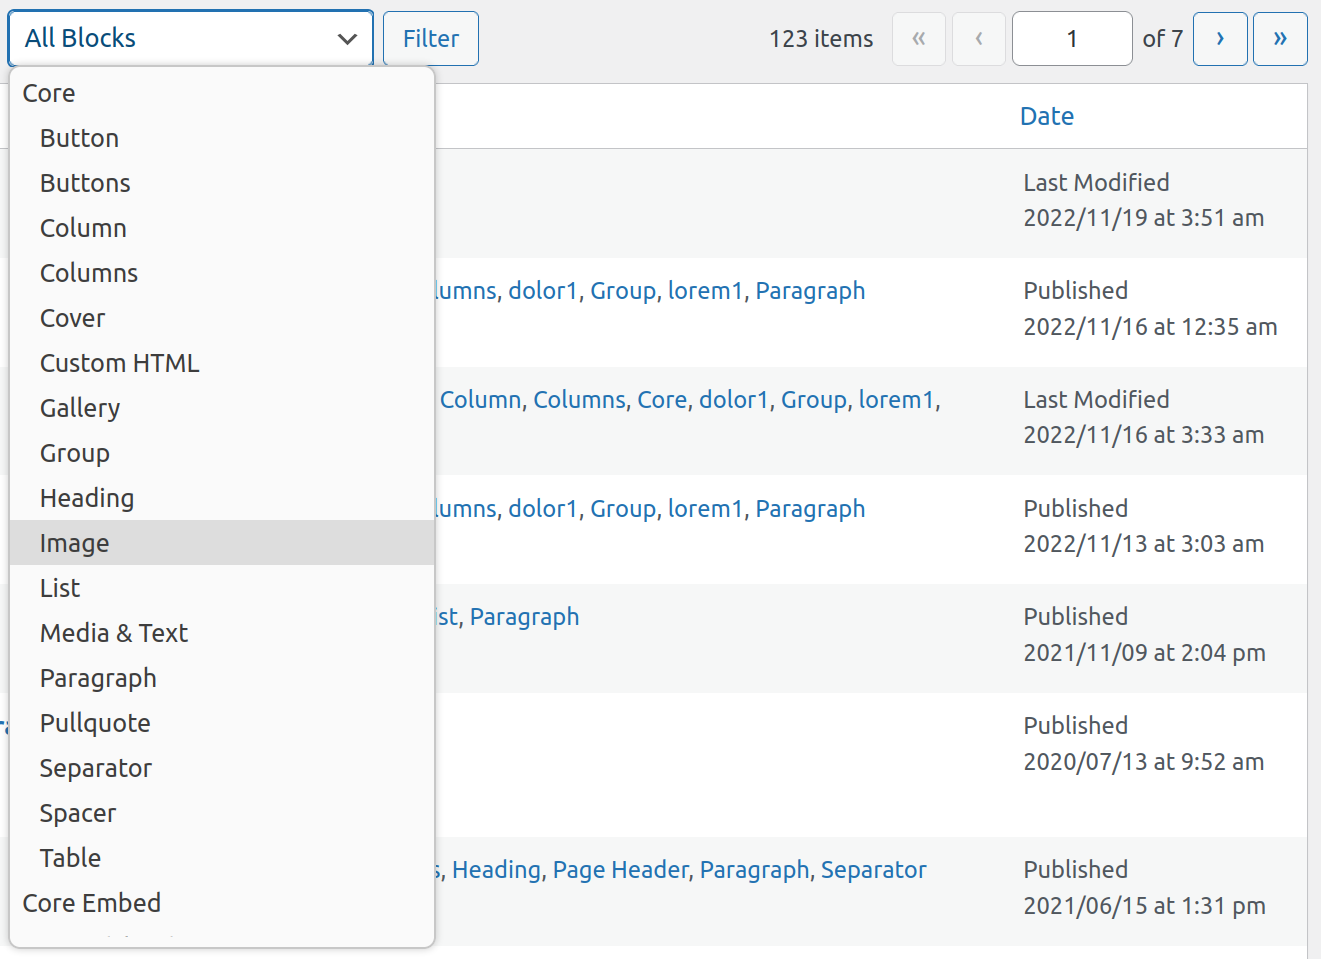 All Blocks
Filter
123 items « ‹ 1 of 7 › »
Core
Button
Buttons
Column
Columns
Cover
Custom HTML
Gallery
Group
Heading
Image
List
Media & Text
Paragraph
Pullquote
Separator
Spacer
Table
Core Embed
Date
Last Modified
2022/11/19 at 3:51 am
lumns, dolor1, Group, lorem1, Paragraph
Published
2022/11/16 at 12:35 am
Column, Columns, Core, dolor1, Group, lorem1,
Last Modified
2022/11/16 at 3:33 am
lumns, dolor1, Group, lorem1, Paragraph
Published
2022/11/13 at 3:03 am
ist, Paragraph
Published
2021/11/09 at 2:04 pm
Published
2020/07/13 at 9:52 am
s, Heading, Page Header, Paragraph, Separator
Published
2021/06/15 at 1:31 pm